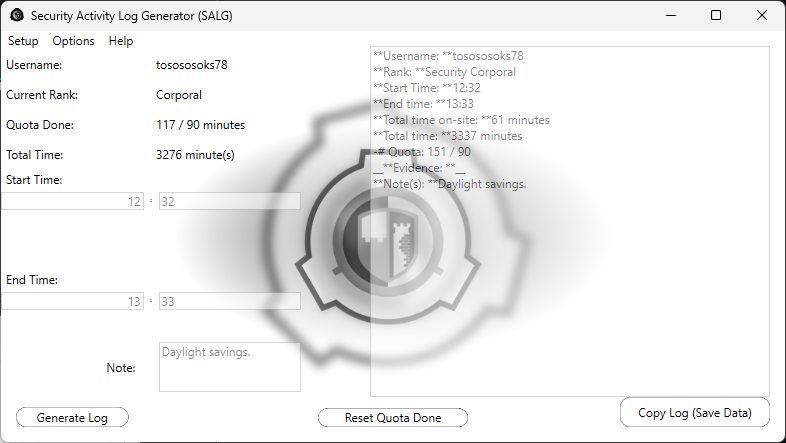 Security Activity Log Generator (SALG)
Setup Options Help
Username: tosososoks78
Current Rank: Corporal
Quota Done: 117 / 90 minutes
Total Time: 3276 minute(s)
Start Time:
12 : 32
End Time:
13 : 33
Note: Daylight savings.
Generate Log
Reset Quota Done
**Username: **tosososoks78
**Rank: **Security Corporal
**Start Time: **12:32
**End time: **13:33
**Total time on-site: **61 minutes
**Total time: **3337 minutes
-# Quota: 151 / 90
__**Evidence: **__
**Note(s): **Daylight savings.
Copy Log (Save Data)